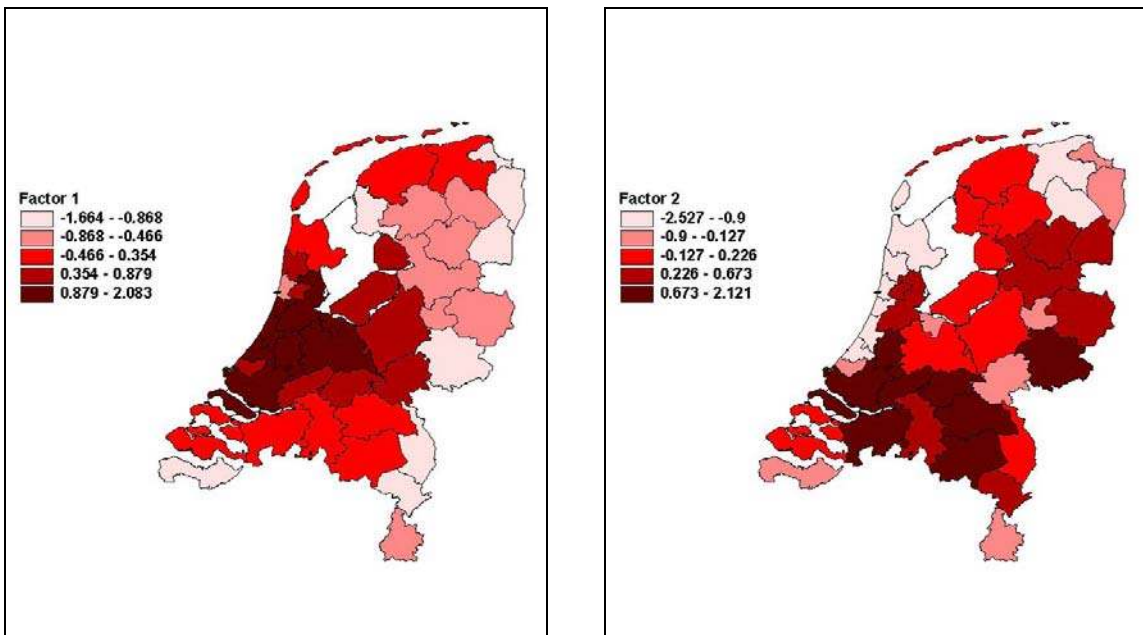 Factor 1
-1.664 - -0.868
-0.868 - -0.466
-0.466 - 0.354
0.354 - 0.879
0.879 - 2.083
Factor 2
-2.527 - -0.9
-0.9 - -0.127
-0.127 - 0.226
0.226 - 0.673
0.673 - 2.121